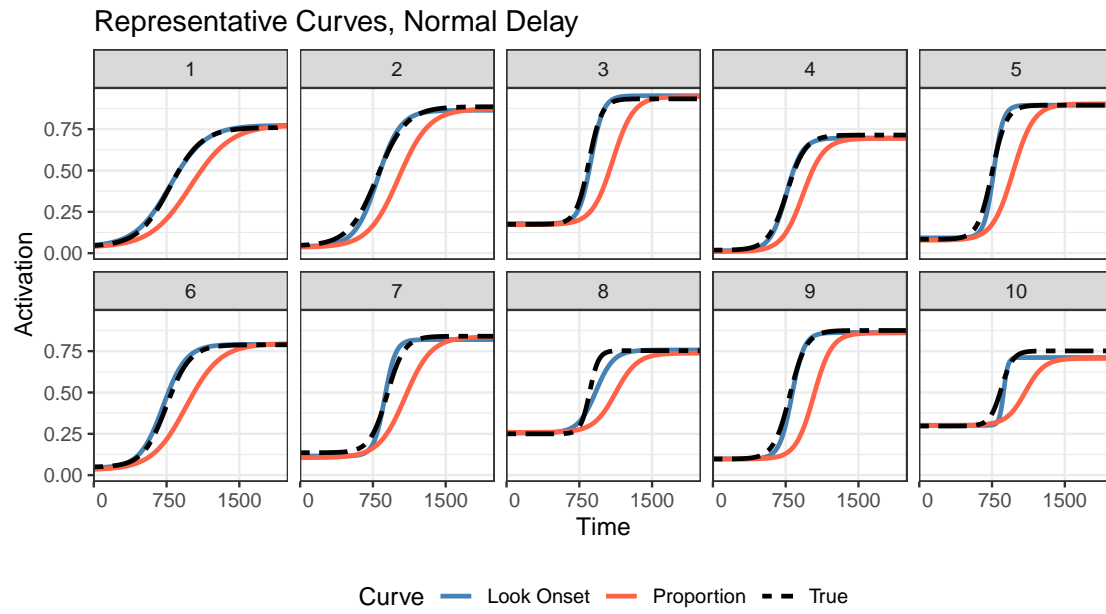 Representative Curves, Normal Delay
1 2 3 4 5
0.75
0.50
0.25
0.00
6 7 8 9 10
0.75
0.50
0.25
0.00
Activation
0 750 1500 0 750 1500 0 750 1500 0 750 1500 0 750 1500
Time
Curve Look Onset Proportion True